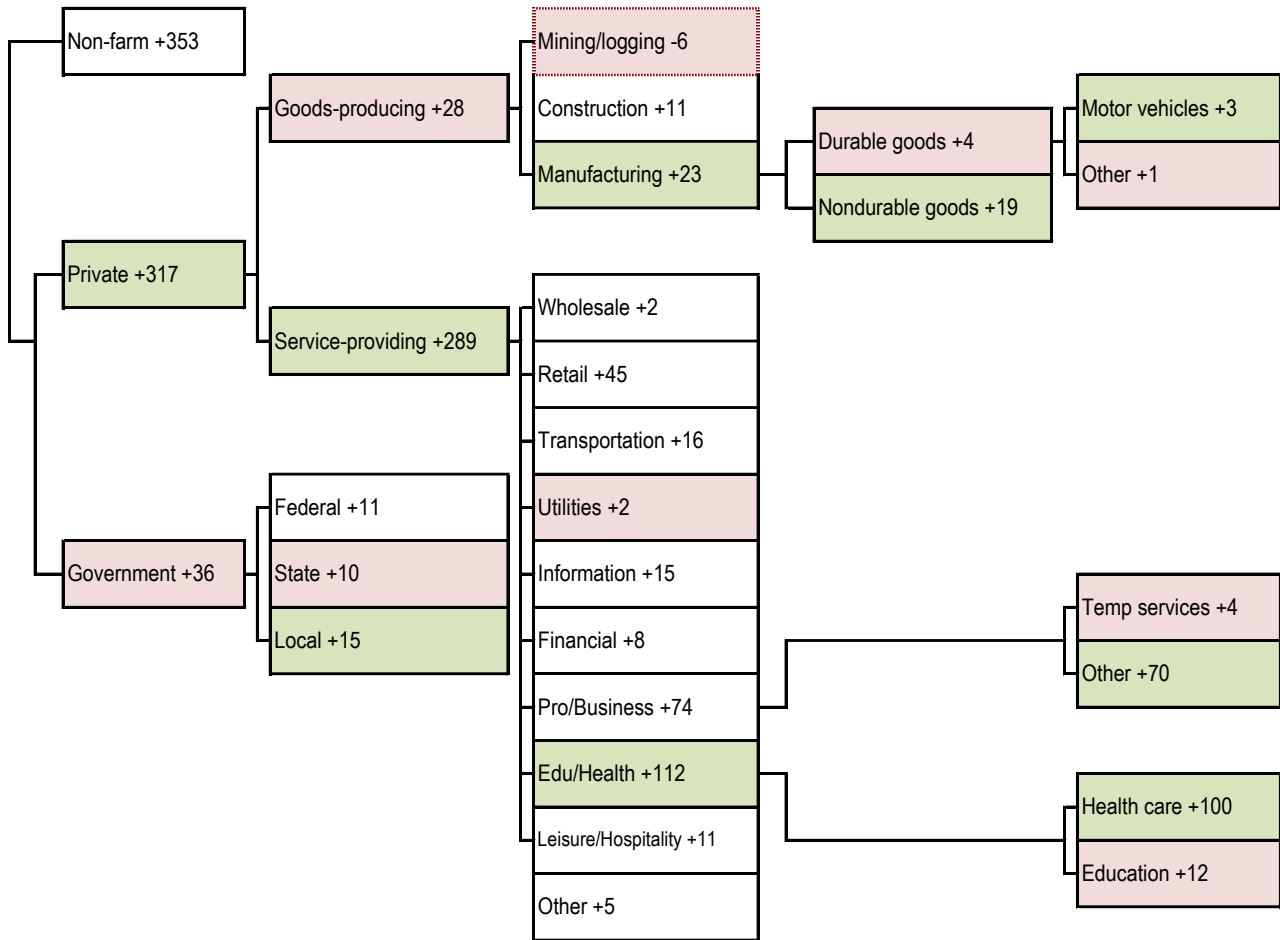 Non-farm +353
Mining/logging -6
Goods-producing +28
Construction +11
Motor vehicles +3
Durable goods +4
Manufacturing +23
Other +1
Nondurable goods +19
Private +317
Wholesale +2
Service-providing +289
Retail +45
Transportation +16
Federal +11
Utilities +2
Government +36
State +10
Information +15
Temp services +4
Local +15
Financial +8
Other +70
Pro/Business +74
Edu/Health +112
Health care +100
Leisure/Hospitality +11
Education +12
Other +5